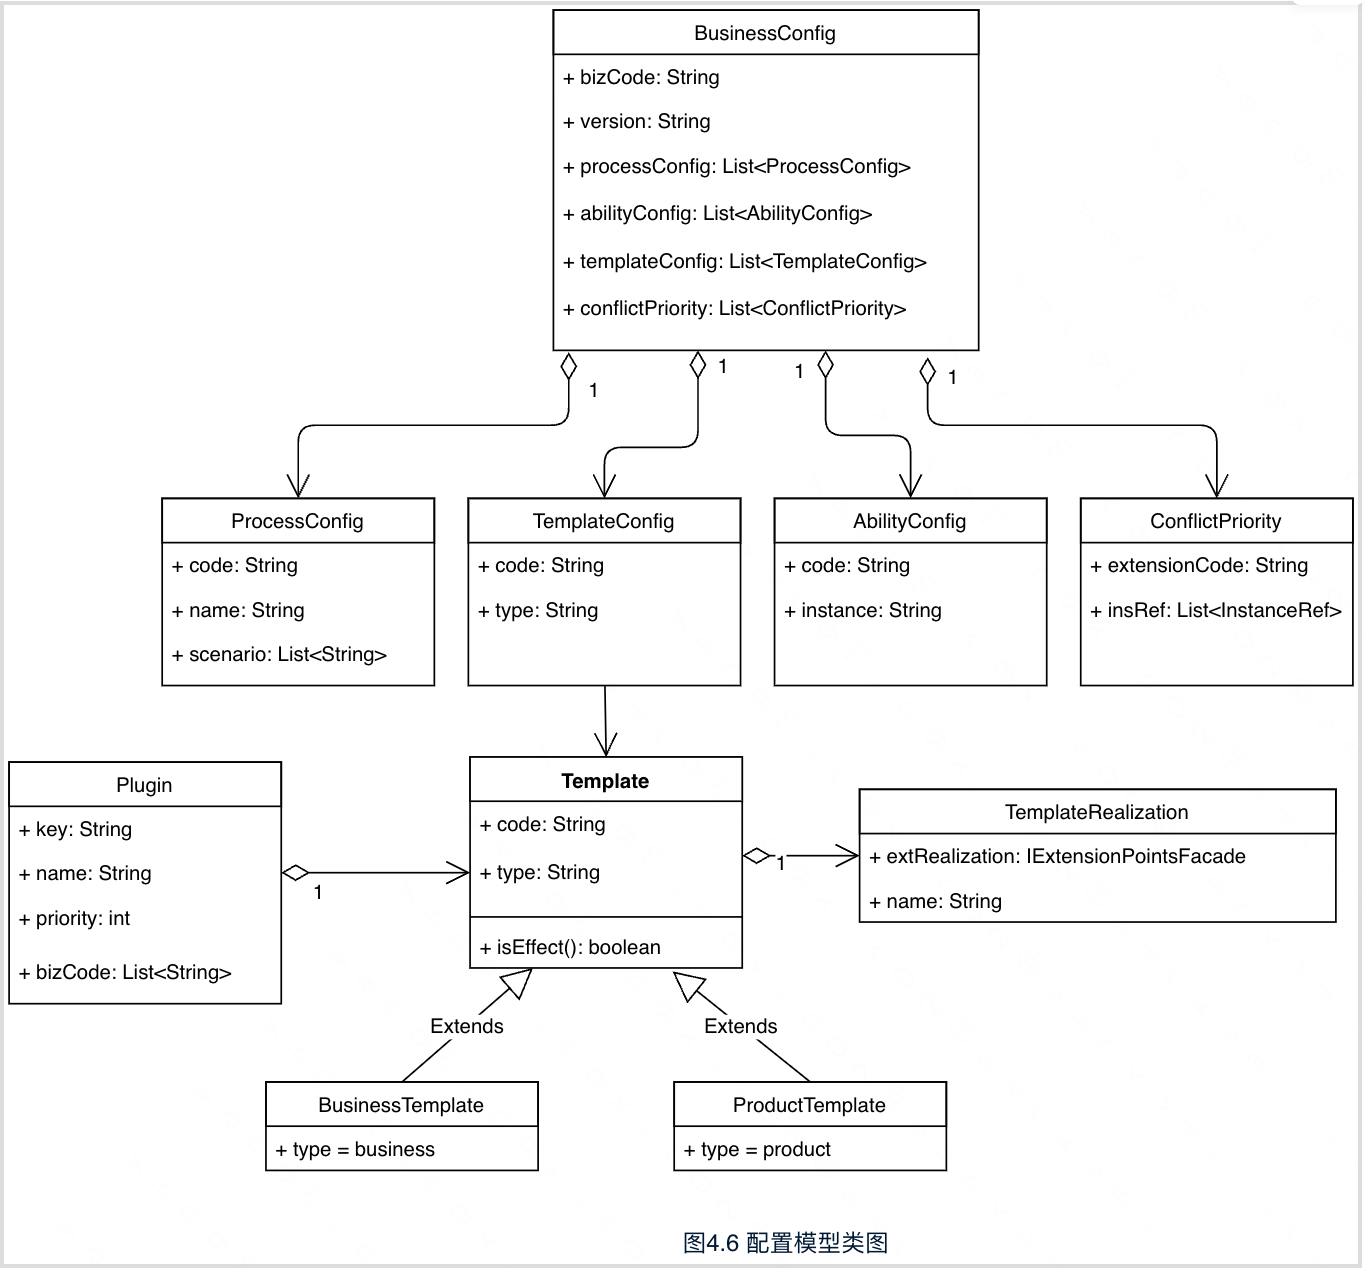 BusinessConfig
+ bizCode: String
+ version: String
+ processConfig: List<ProcessConfig>
+ abilityConfig: List<AbilityConfig>
+ templateConfig: List<TemplateConfig>
+ conflictPriority: List<ConflictPriority>
1
1
1
1
ProcessConfig
+ code: String
+ name: String
+ scenario: List<String>
TemplateConfig
+ code: String
+ type: String
AbilityConfig
+ code: String
+ instance: String
ConflictPriority
+ extensionCode: String
+ insRef: List<InstanceRef>
Plugin
+ key: String
+ name: String
+ priority: int
+ bizCode: List<String>
1
Template
+ code: String
+ type: String
+ isEffect(): boolean
1
TemplateRealization
+ extRealization: IExtensionPointsFacade
+ name: String
Extends
Extends
BusinessTemplate
+ type = business
ProductTemplate
+ type = product
图4.6 配置模型类图